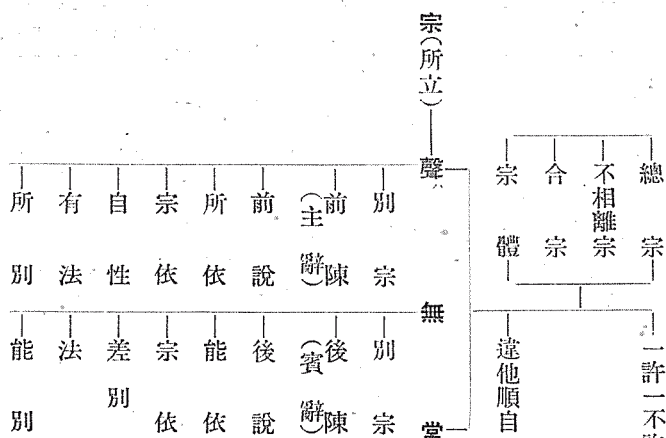 總宗
一許一不
不相離宗
合宗
宗體
違他順自
宗（所立）
聲無常
別宗
別宗
前陳（主辭）
後陳（賓辭）
前說
後說
所依
能依
宗依
宗依
自性
差別
有法
法
所別
能別